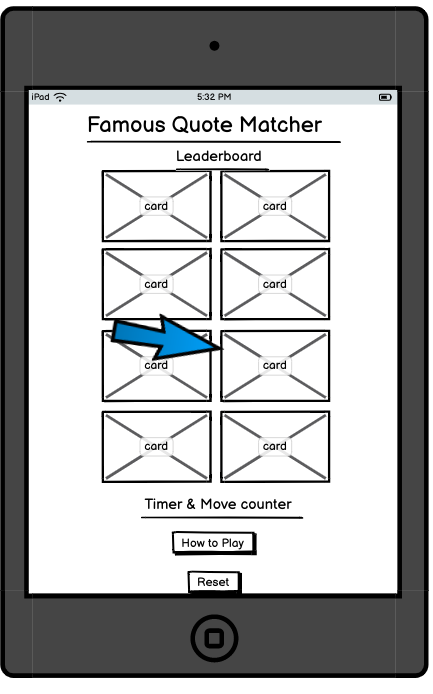 iPad 5:32 PM
Famous Quote Matcher
Leaderboard
card card
card card
card card
card card
Timer & Move counter
How to Play
Reset